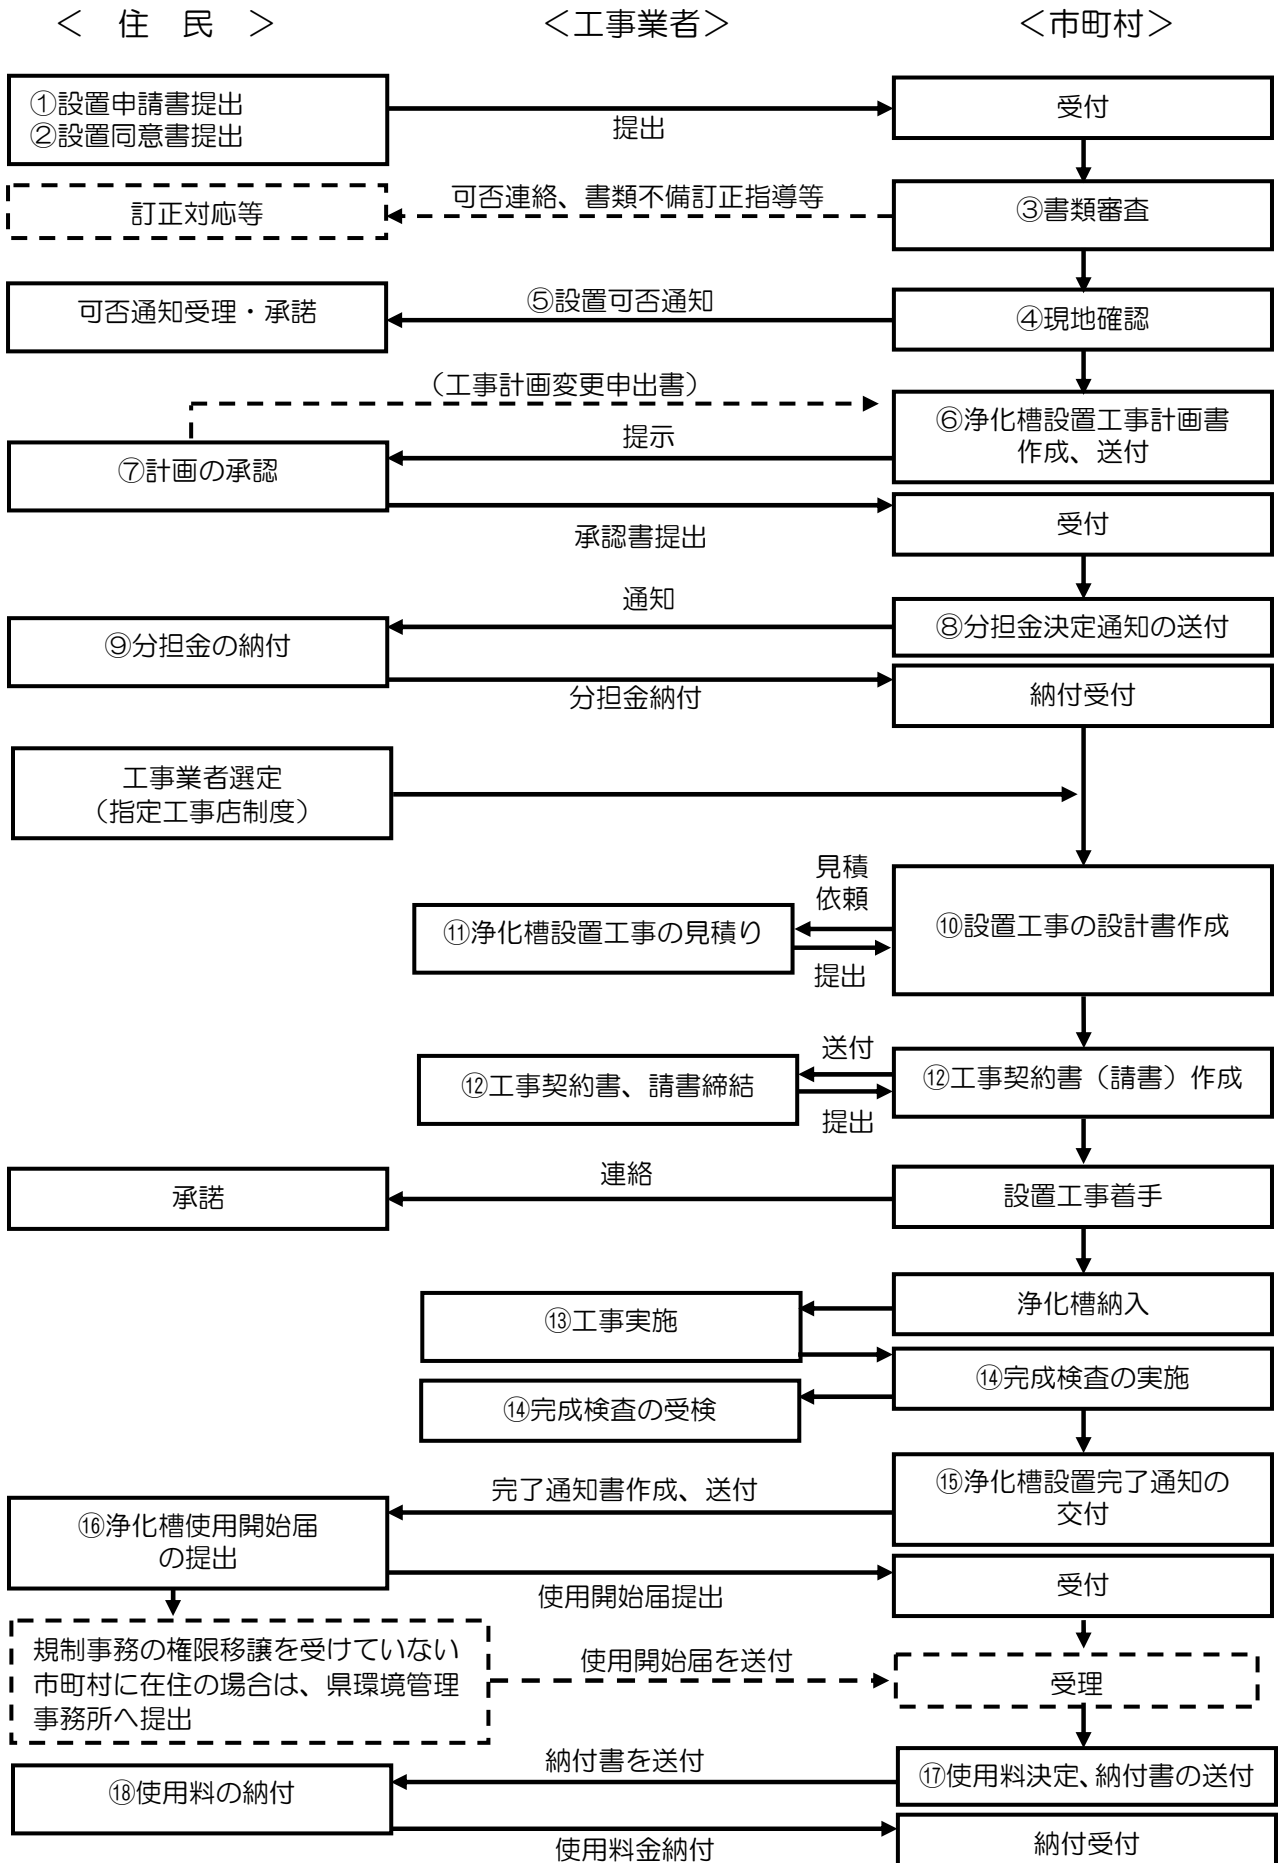 ＜　住　民　＞
＜工事業者＞
＜市町村＞
①設置申請書提出
②設置同意書提出
提出
受付
訂正対応等
可否連絡、書類不備訂正指導等
③書類審査
可否通知受理・承諾
⑤設置可否通知
④現地確認
（工事計画変更申出書）
⑥浄化槽設置工事計画書
作成、送付
提示
⑦計画の承認
承認書提出
受付
通知
⑧分担金決定通知の送付
⑨分担金の納付
分担金納付
納付受付
工事業者選定
（指定工事店制度）
見積
依頼
⑪浄化槽設置工事の見積り
提出
⑩設置工事の設計書作成
送付
⑫工事契約書、請書締結
提出
⑫工事契約書（請書）作成
承諾
連絡
設置工事着手
⑬工事実施
浄化槽納入
⑭完成検査の受検
⑭完成検査の実施
完了通知書作成、送付
⑮浄化槽設置完了通知の
交付
⑯浄化槽使用開始届
の提出
使用開始届提出
受付
規制事務の権限移譲を受けていない
市町村に在住の場合は、県環境管理
事務所へ提出
使用開始届を送付
受理
納付書を送付
⑰使用料決定、納付書の送付
⑱使用料の納付
使用料金納付
納付受付